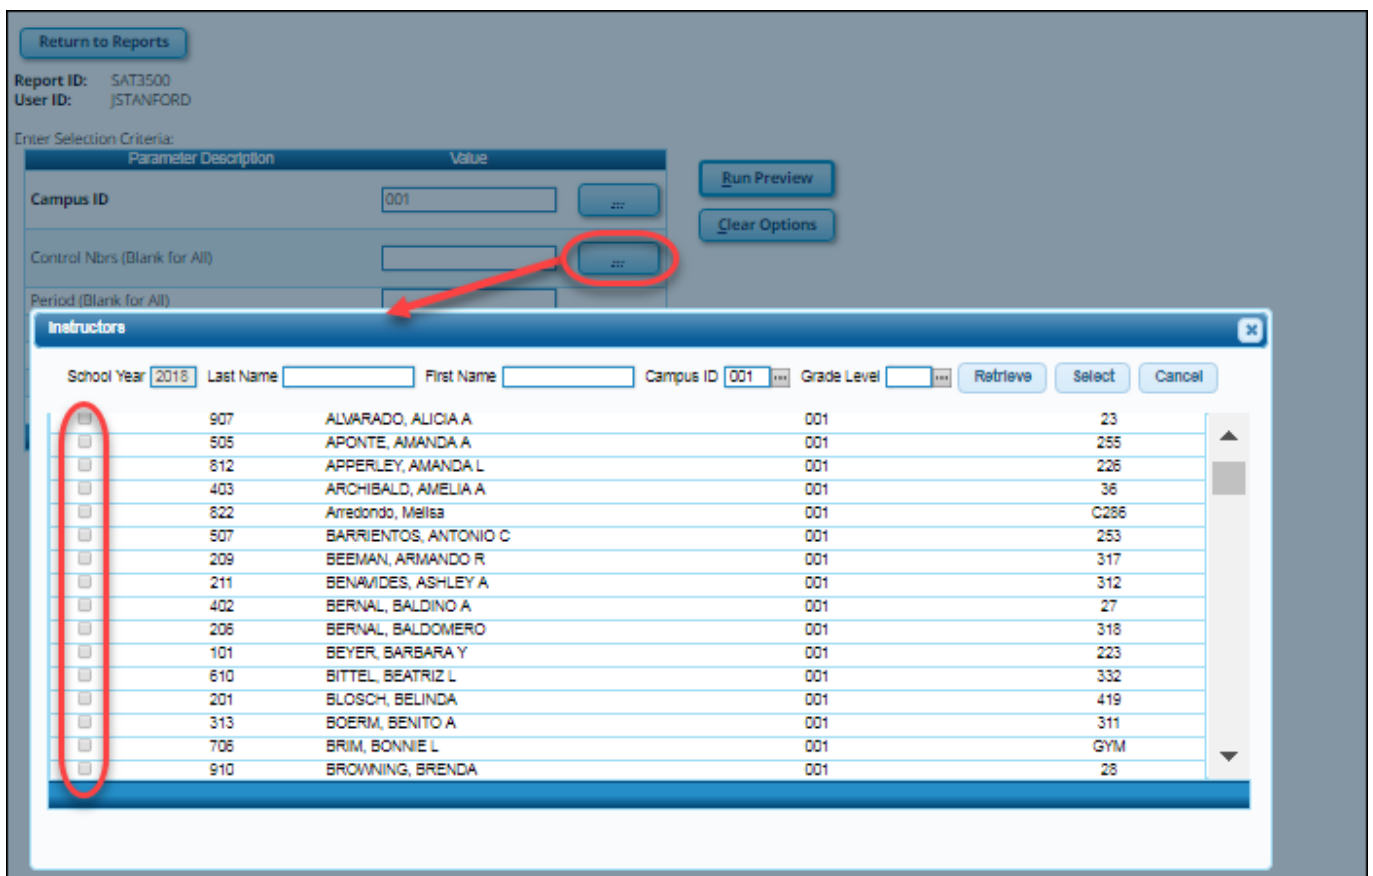 Return to Reports
Report ID: SAT3500
User ID: JSTANFORD
Enter Selection Criteria:
Parameter Description Value
Run Preview
Campus ID 001 ...
Clear Options
Control Nbrs (Blank for All) ...
Period (Blank for All)
Instructors
School Year 2018 Last Name First Name Campus ID 001 ... Grade Level ... Retrieve Select Cancel
907 ALVARADO, ALICIA A 001 23
505 APONTE, AMANDA A 001 255
812 APPERLEY, AMANDA L 001 226
403 ARCHIBALD, AMELIA A 001 36
822 Arredondo, Melisa 001 C286
507 BARRIENTOS, ANTONIO C 001 253
209 BEEMAN, ARMANDO R 001 317
211 BENAVIDES, ASHLEY A 001 312
402 BERNAL, BALDINO A 001 27
206 BERNAL, BALDOMERO 001 318
101 BEYER, BARBARA Y 001 223
610 BITTEL, BEATRIZ L 001 332
201 BLOSCH, BELINDA 001 419
313 BOERM, BENITO A 001 311
706 BRIM, BONNIE L 001 GYM
910 BROWNING, BRENDA 001 28